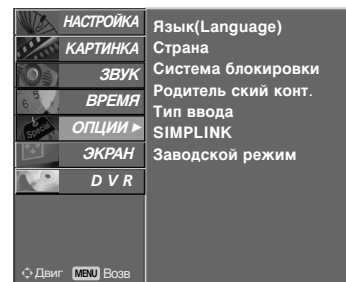 НАСТРОЙКА
КАРТИНКА
ЗВУК
ВРЕМЯ
ОПЦИИ ►
ЭКРАН
D V R
Двиг MENU Возв
Язык(Language)
Страна
Система блокировки
Родитель ский конт.
Тип ввода
SIMPLINK
Заводской режим